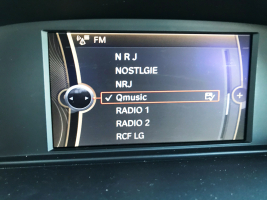 FM
N R J
NOSTLGIE
NRJ
Qmusic
RADIO 1
RADIO 2
RCF LG